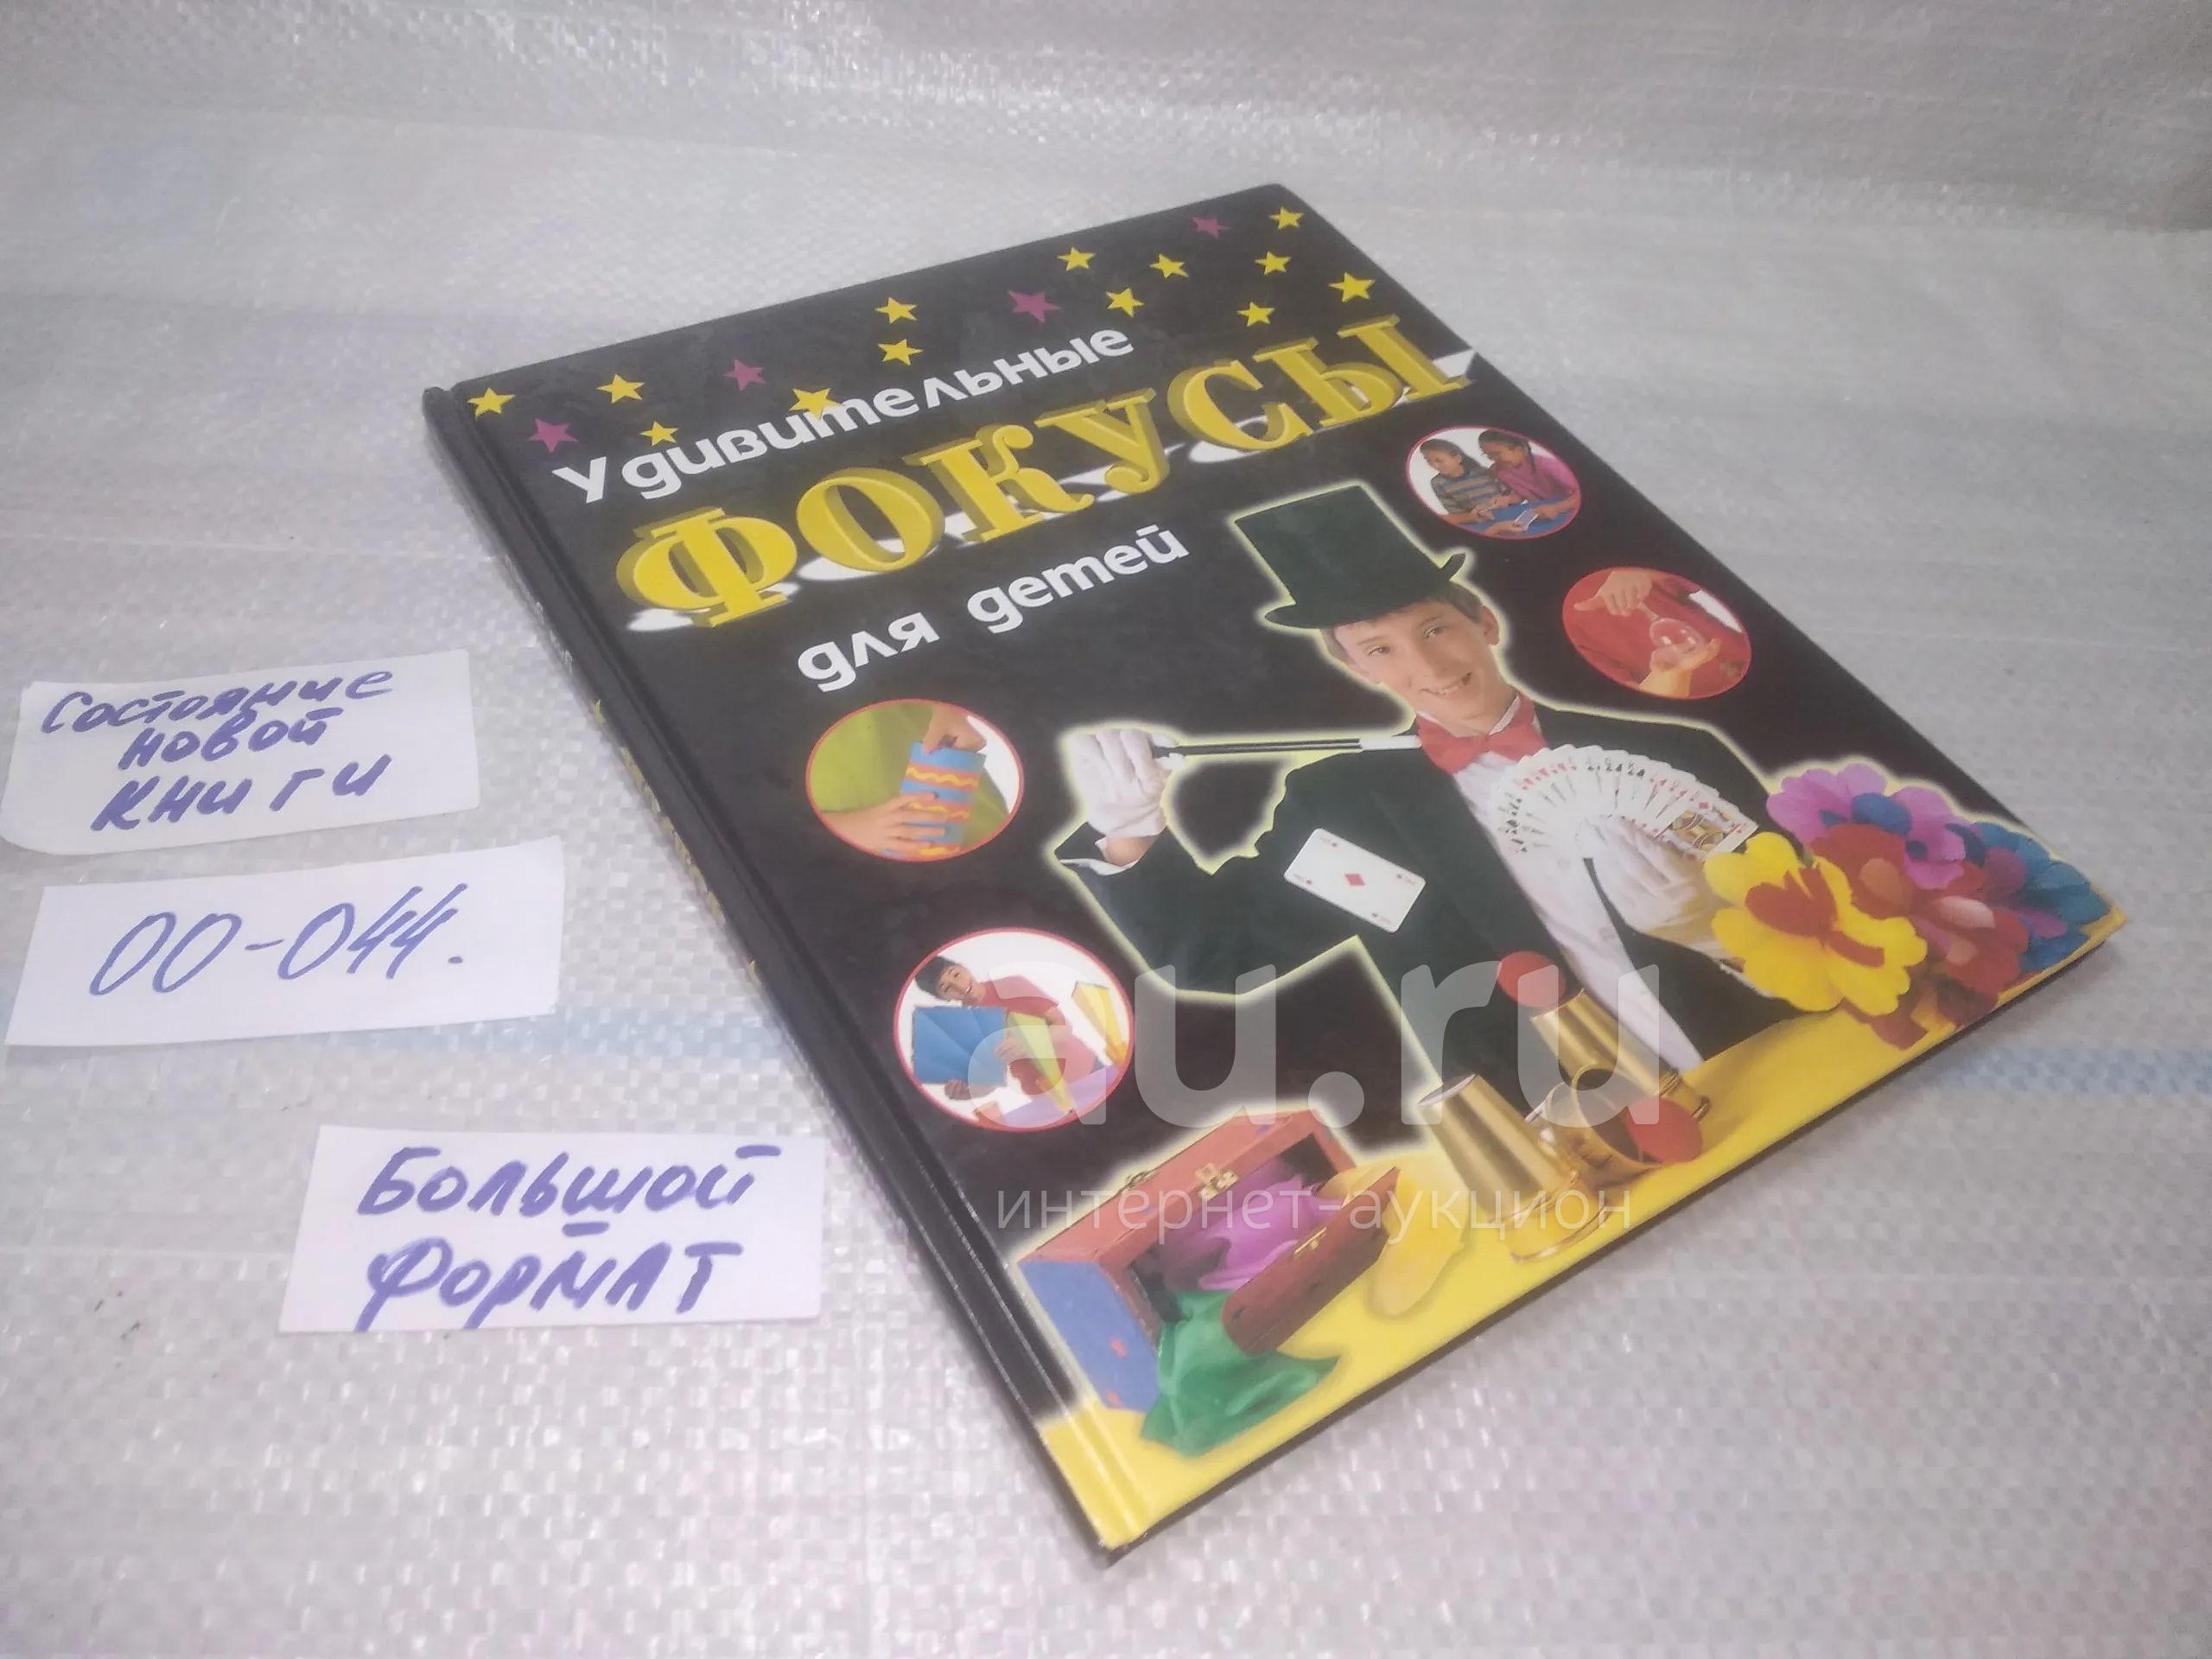 Удивительные
ФОКУСЫ
для детей
Состояние
новой
книги
00-044.
Большой
формат
au.ru
интернет-аукцион